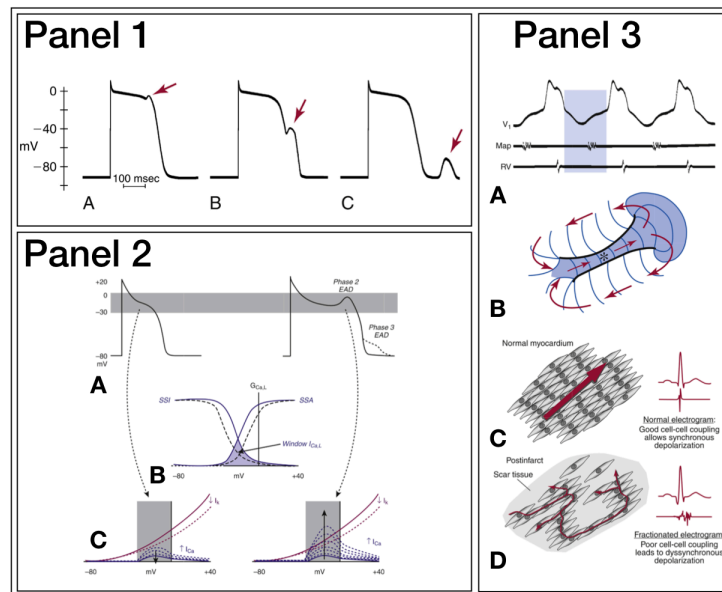 Panel 1
0
−40
mV
−80
100 msec
A
B
C
Panel 2
+20
0
−30
−80
mV
Phase 2
EAD
Phase 3
EAD
A
GCa,L
SSI
SSA
Window ICa,L
B
−80
mV
+40
C
↓IK
↑ICa
−80
mV
+40
↓IK
↑ICa
−80
mV
+40
Panel 3
V1
Map
RV
A
*
B
Normal myocardium
C
Normal electrogram:
Good cell-cell coupling
allows synchronous
depolarization
Postinfarct
Scar tissue
D
Fractionated electrogram:
Poor cell-cell coupling
leads to dyssynchronous
depolarization